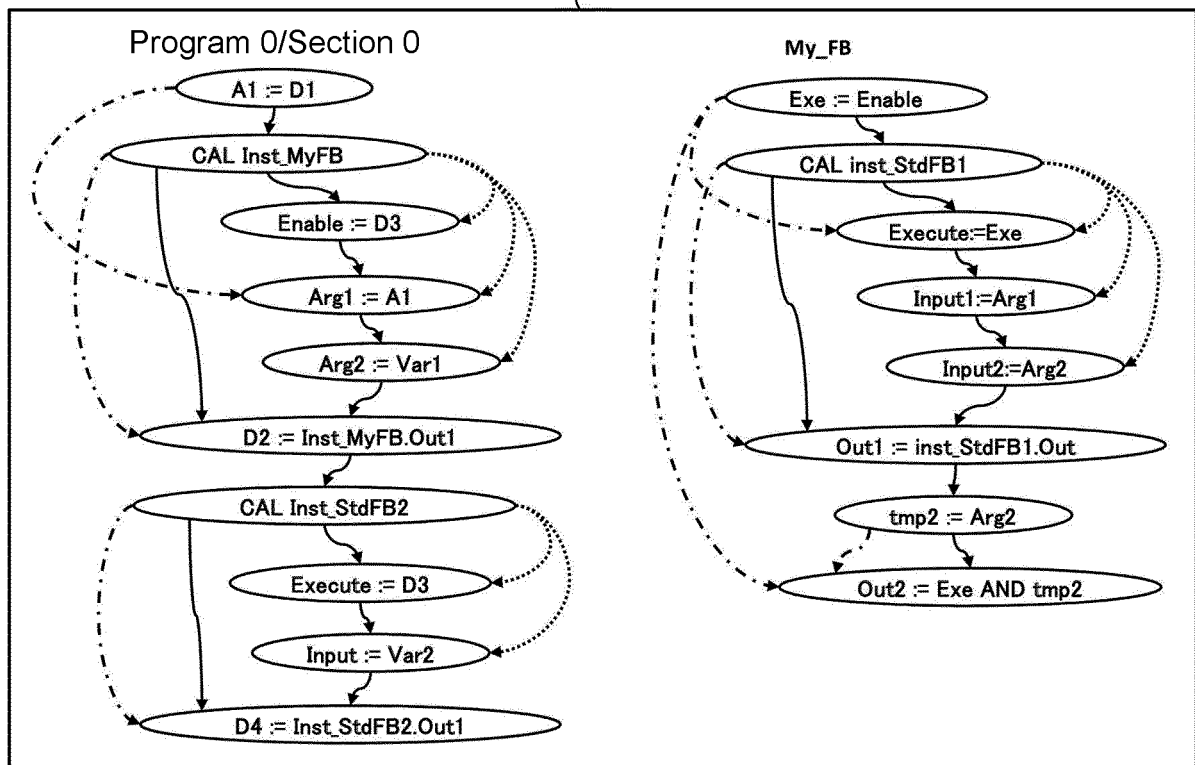 Program 0/Section 0
A1 := D1
CAL Inst_MyFB
Enable := D3
Arg1 := A1
Arg2 := Var1
D2 := Inst_MyFB.Out1
CAL Inst_StdFB2
Execute := D3
Input := Var2
D4 := Inst_StdFB2.Out1
My_FB
Exe := Enable
CAL inst_StdFB1
Execute:=Exe
Input1:=Arg1
Input2:=Arg2
Out1 := inst_StdFB1.Out
tmp2 := Arg2
Out2 := Exe AND tmp2